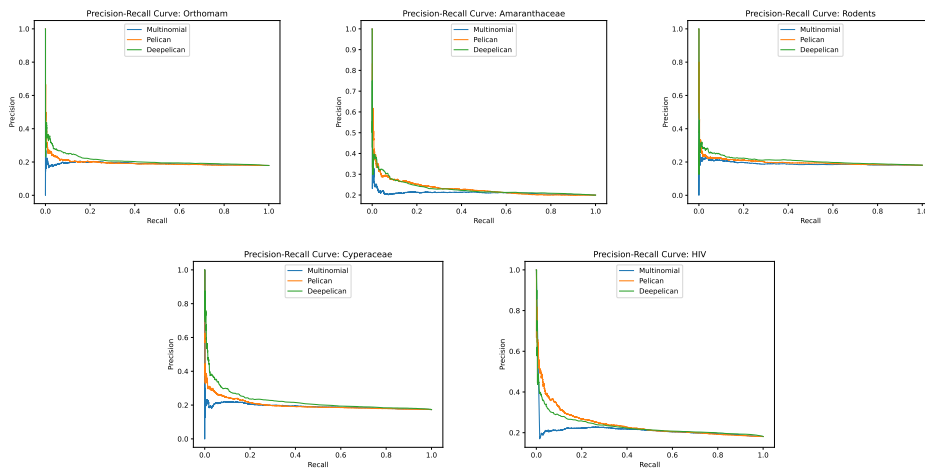 Precision-Recall Curve: Orthomam
Multinomial
Pelican
Deepelican
Precision
1.0
0.8
0.6
0.4
0.2
0.0
0.0 0.2 0.4 0.6 0.8 1.0
Recall
Precision-Recall Curve: Amaranthaceae
Multinomial
Pelican
Deepelican
Precision
1.0
0.9
0.8
0.7
0.6
0.5
0.4
0.3
0.2
0.0 0.2 0.4 0.6 0.8 1.0
Recall
Precision-Recall Curve: Rodents
Multinomial
Pelican
Deepelican
Precision
1.0
0.8
0.6
0.4
0.2
0.0
0.0 0.2 0.4 0.6 0.8 1.0
Recall
Precision-Recall Curve: Cyperaceae
Multinomial
Pelican
Deepelican
Precision
1.0
0.8
0.6
0.4
0.2
0.0
0.0 0.2 0.4 0.6 0.8 1.0
Recall
Precision-Recall Curve: HIV
Multinomial
Pelican
Deepelican
Precision
1.0
0.8
0.6
0.4
0.2
0.0 0.2 0.4 0.6 0.8 1.0
Recall